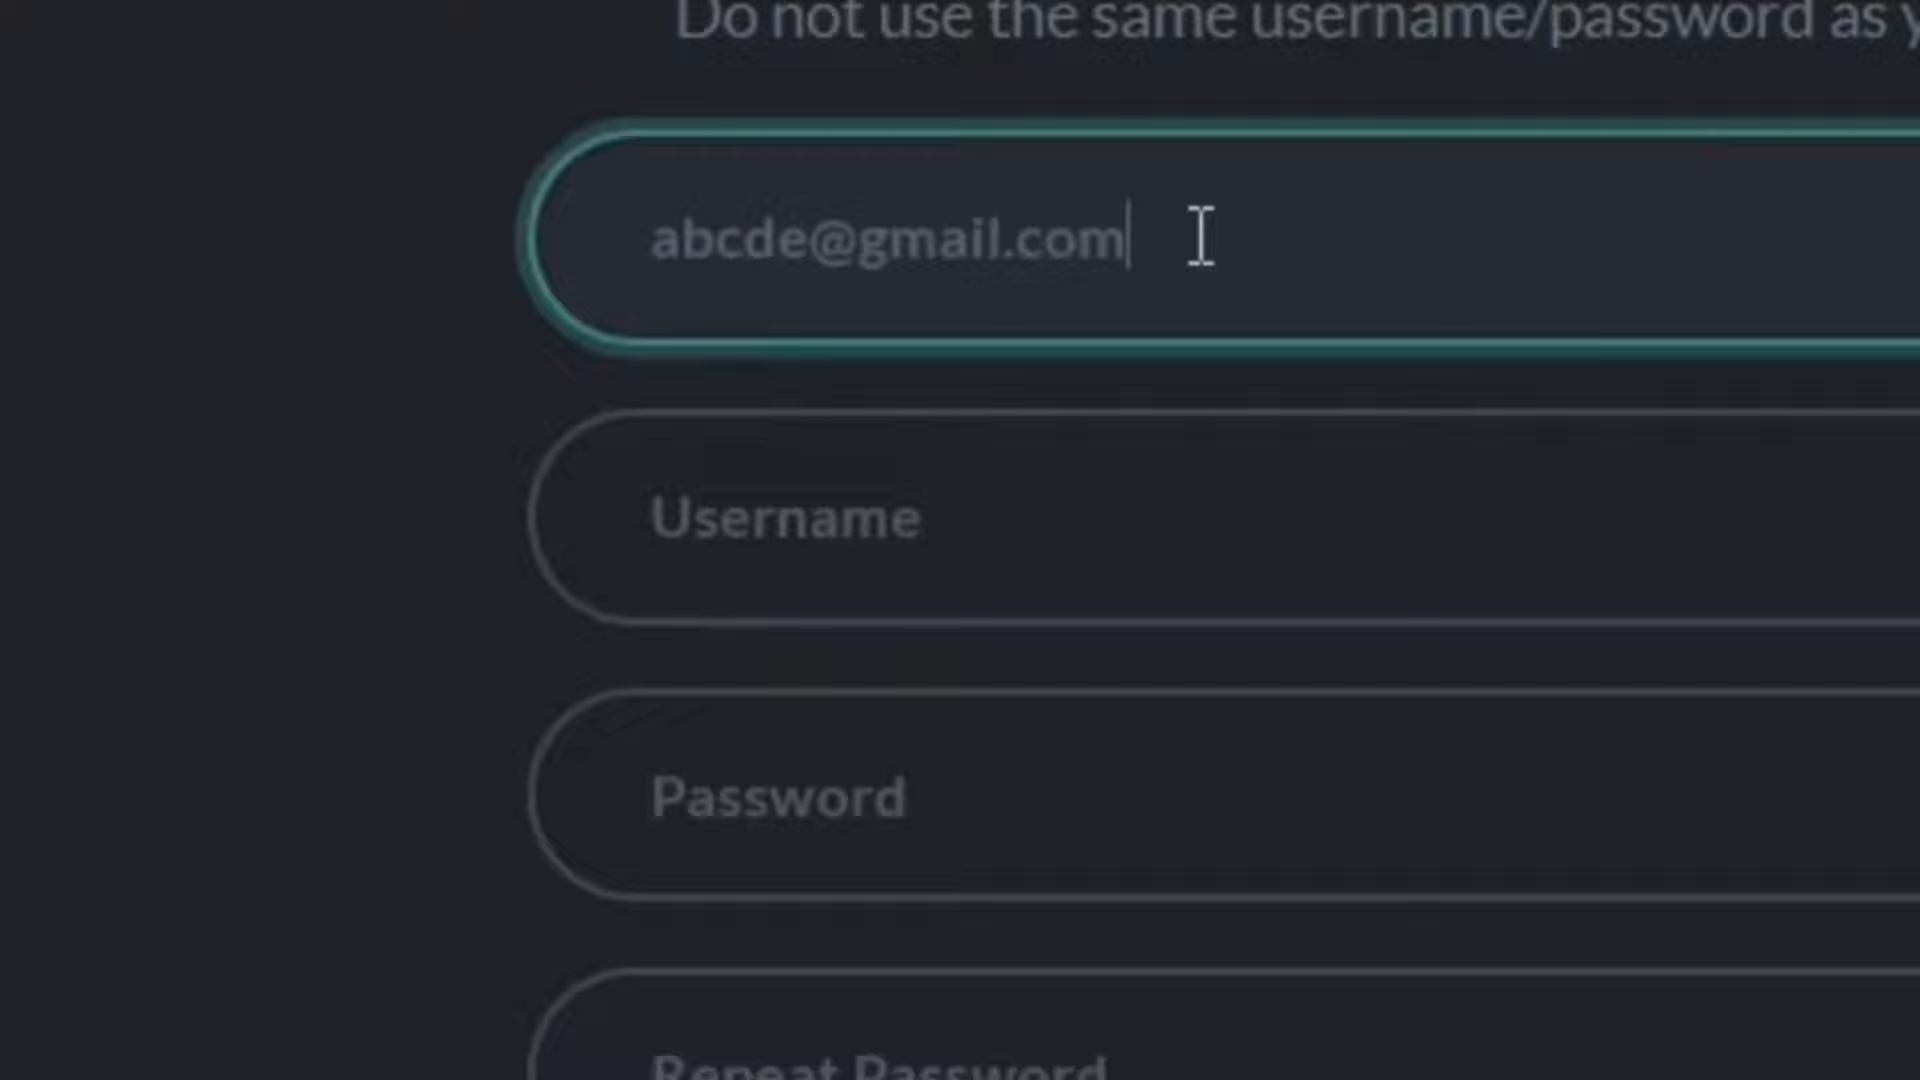 Do not use the same username/password as
abcde@gmail.com
Username
Password
Repeat Password